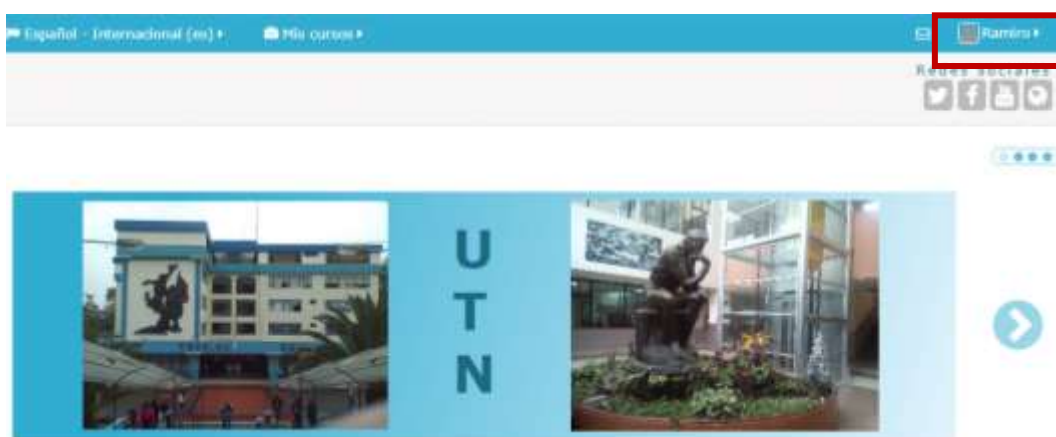 Español - Internacional (es)
Mis cursos
Ramiro
Redes sociales
U
T
N